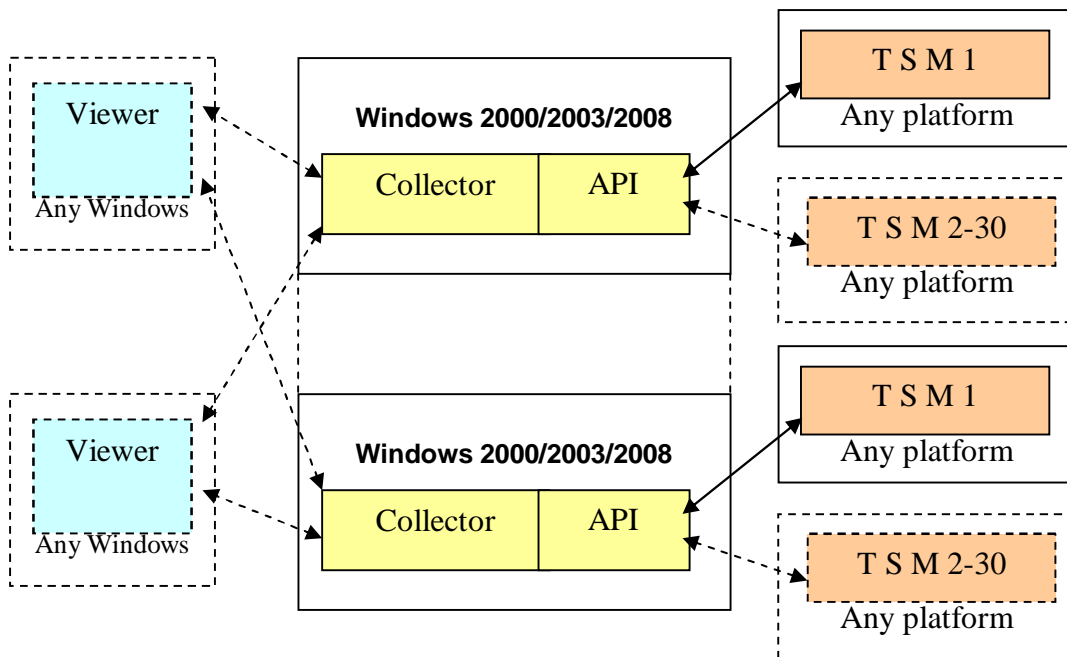 T S M 1
Any platform
Viewer
Any Windows
Windows 2000/2003/2008
Collector
API
T S M 2-30
Any platform
T S M 1
Any platform
Viewer
Any Windows
Windows 2000/2003/2008
Collector
API
T S M 2-30
Any platform